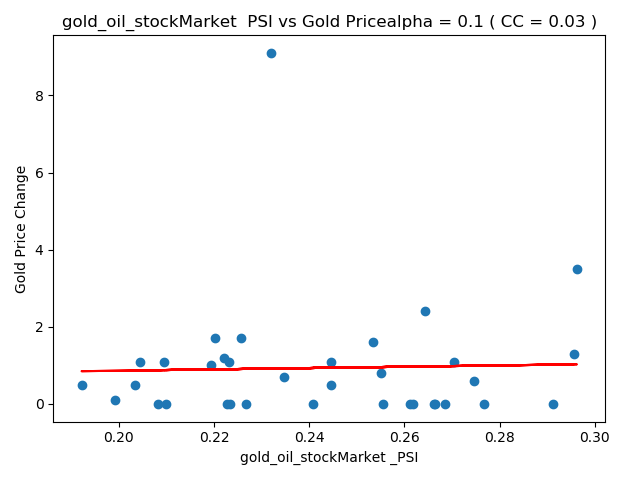 gold_oil_stockMarket  PSI vs Gold Pricealpha = 0.1 ( CC = 0.03 )
Gold Price Change
8
6
4
2
0
0.20 0.22 0.24 0.26 0.28 0.30
gold_oil_stockMarket _PSI